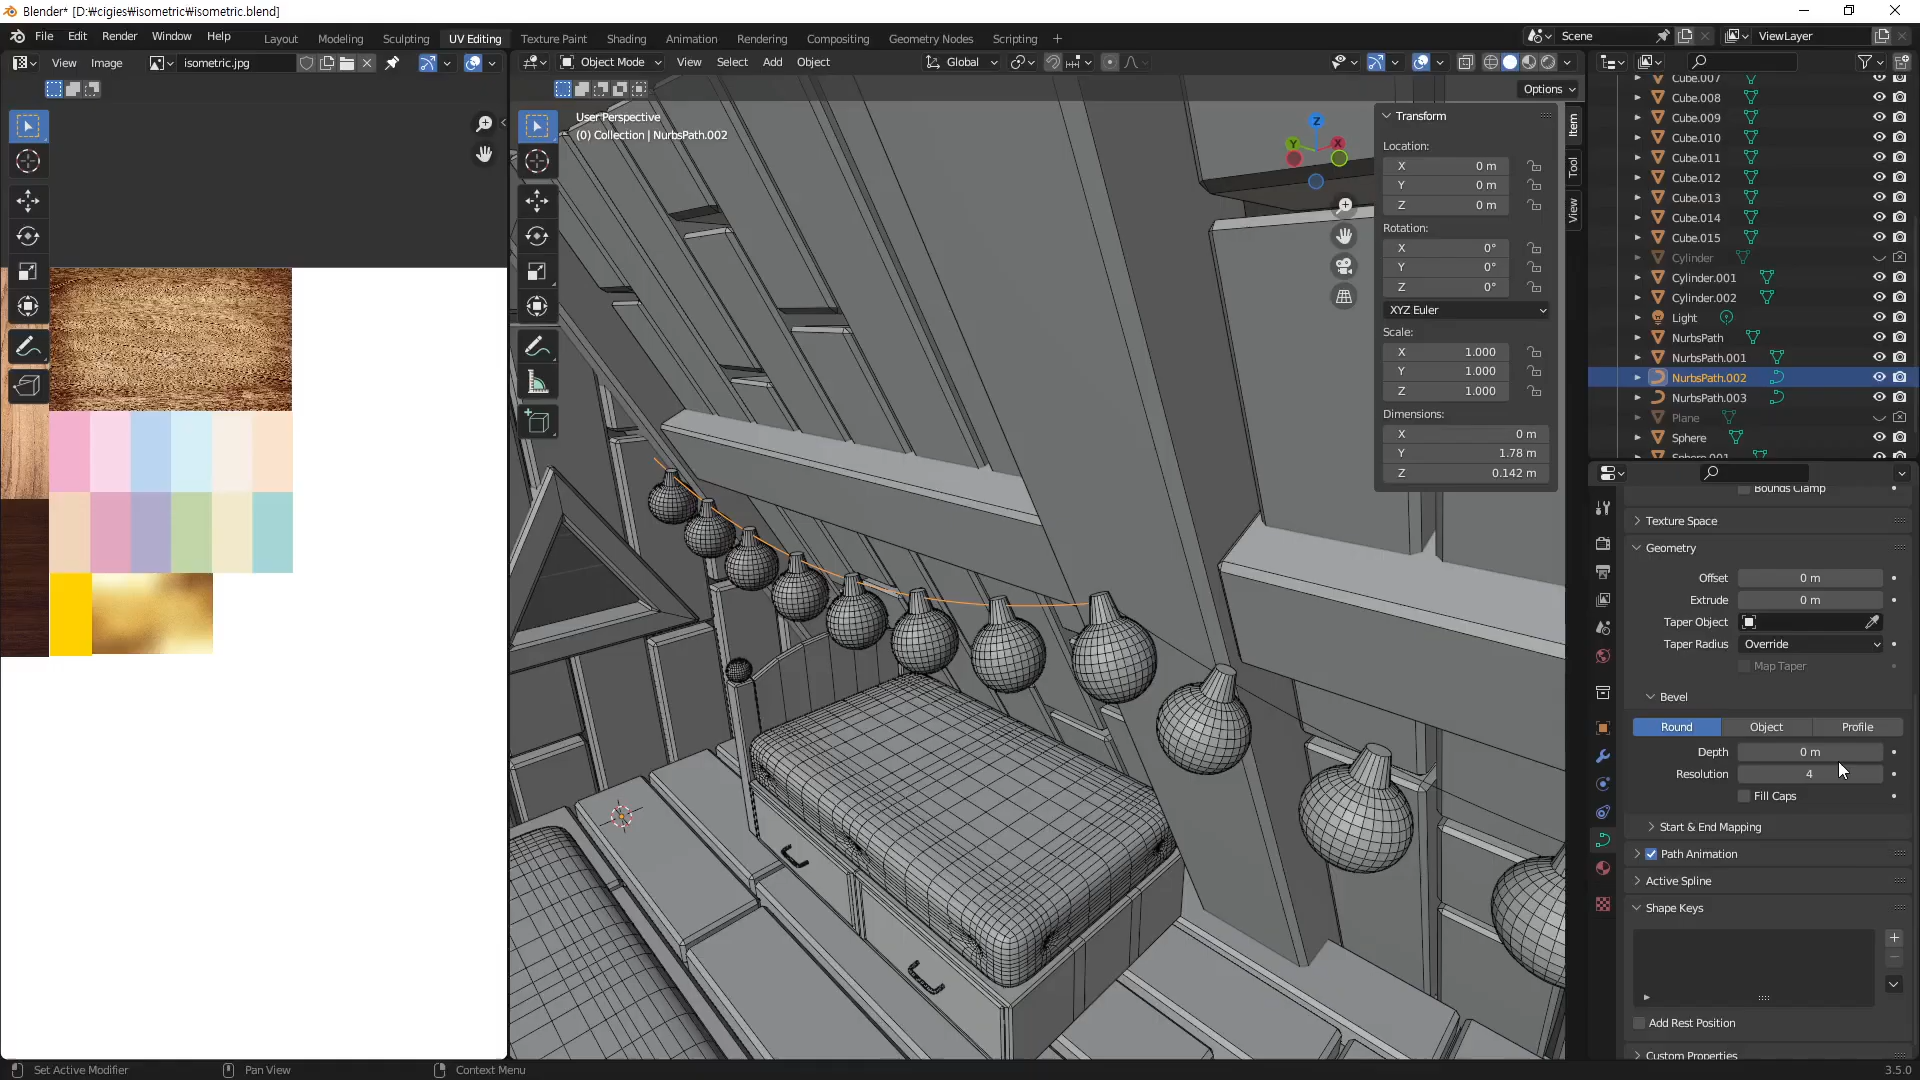 Blender* [D:\cigies\isometric\isometric.blend]
File Edit Render Window Help Layout Modeling Sculpting UV Editing Texture Paint Shading Animation Rendering Compositing Geometry Nodes Scripting + Scene ViewLayer
View Image isometric.jpg Object Mode View Select Add Object Global
Options
User Perspective
(0) Collection | NurbsPath.002
Z
Y
X
Transform
Location:
X 0 m
Y 0 m
Z 0 m
Rotation:
X 0°
Y 0°
Z 0°
XYZ Euler
Scale:
X 1.000
Y 1.000
Z 1.000
Dimensions:
X 0 m
Y 1.78 m
Z 0.142 m
Item
Tool
View
Cube.007
Cube.008
Cube.009
Cube.010
Cube.011
Cube.012
Cube.013
Cube.014
Cube.015
Cylinder
Cylinder.001
Cylinder.002
Light
NurbsPath
NurbsPath.001
NurbsPath.002
NurbsPath.003
Plane
Sphere
Sphere.001
Bounds Clamp
Texture Space
Geometry
Offset 0 m
Extrude 0 m
Taper Object
Taper Radius Override
Map Taper
Bevel
Round Object Profile
Depth 0 m
Resolution 4
Fill Caps
Start & End Mapping
Path Animation
Active Spline
Shape Keys
Add Rest Position
Custom Properties
Set Active Modifier Pan View Context Menu 3.5.0